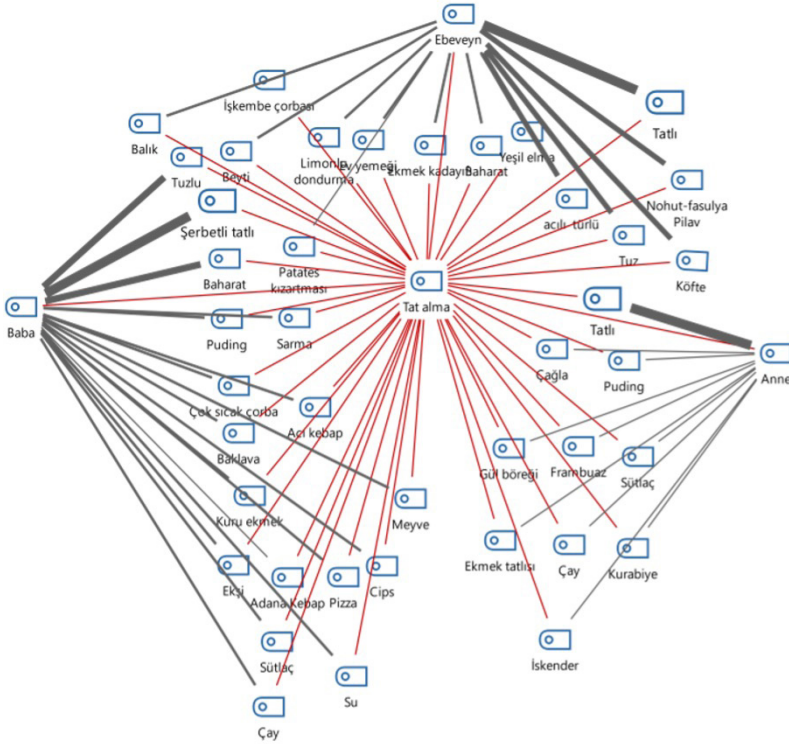 Ebeveyn
İşkembe çorbası
Balık
Tatlı
Tuzlu
Beyti
Limonlu
dondurma
Ev yemeği
Ekmek kadayıfı
Baharat
Yeşil elma
Nohut-fasulya
Pilav
Şerbetli tatlı
acılı türlü
Tuz
Köfte
Baharat
Patates
kızartması
Tat alma
Baba
Puding
Sarma
Tatlı
Çağla
Puding
Anne
Çok sıcak çorba
Acı kebap
Baklava
Gül böreği
Frambuaz
Sütlaç
Kuru ekmek
Meyve
Ekmek tatlısı
Çay
Kurabiye
Ekşi
Adana Kebap
Pizza
Cips
Sütlaç
İskender
Su
Çay